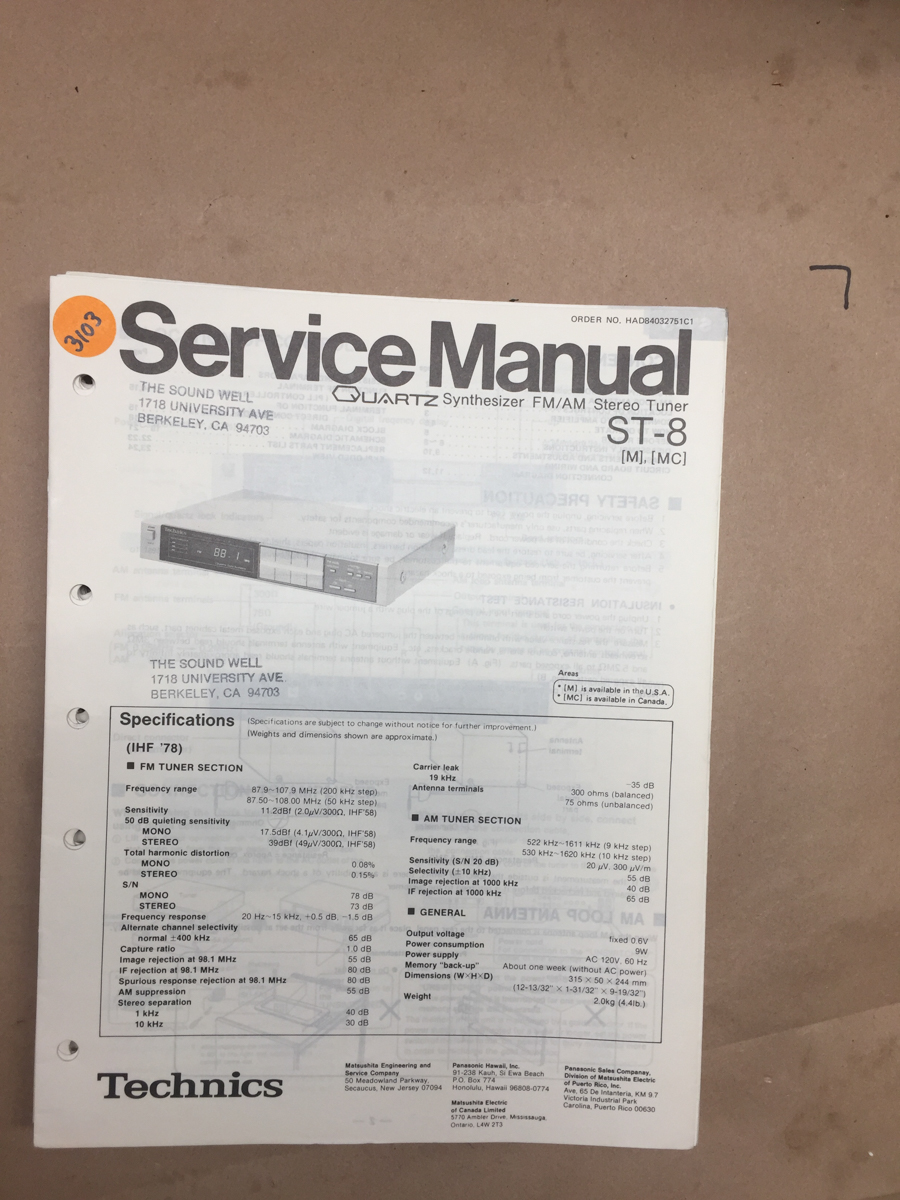 3103
Service Manual
ORDER NO. HAD84032751C1
QUARTZ Synthesizer FM/AM Stereo Tuner
ST-8
[M], [MC]
THE SOUND WELL
1718 UNIVERSITY AVE
BERKELEY, CA 94703
88.1
THE SOUND WELL
1718 UNIVERSITY AVE.
BERKELEY, CA 94703
Areas
* [M] is available in the U.S.A.
* [MC] is available in Canada.
Specifications (Specifications are subject to change without notice for further improvement.)
(Weights and dimensions shown are approximate.)
(IHF '78)
■ FM TUNER SECTION
Frequency range 87.9~107.9 MHz (200 kHz step)
87.50~108.00 MHz (50 kHz step)
Sensitivity 11.2dBf (2.0µV/300Ω, IHF'58)
50 dB quieting sensitivity
MONO 17.5dBf (4.1µV/300Ω, IHF'58)
STEREO 39dBf (49µV/300Ω, IHF'58)
Total harmonic distortion
MONO 0.08%
STEREO 0.15%
S/N
MONO 78 dB
STEREO 73 dB
Frequency response 20 Hz~15 kHz, +0.5 dB, −1.5 dB
Alternate channel selectivity
normal ±400 kHz 65 dB
Capture ratio 1.0 dB
Image rejection at 98.1 MHz 55 dB
IF rejection at 98.1 MHz 80 dB
Spurious response rejection at 98.1 MHz 80 dB
AM suppression 55 dB
Stereo separation
1 kHz 40 dB
10 kHz 30 dB
Carrier leak
19 kHz −35 dB
Antenna terminals 300 ohms (balanced)
75 ohms (unbalanced)
■ AM TUNER SECTION
Frequency range 522 kHz~1611 kHz (9 kHz step)
530 kHz~1620 kHz (10 kHz step)
Sensitivity (S/N 20 dB) 20 µV, 300 µV/m
Selectivity (±10 kHz) 55 dB
Image rejection at 1000 kHz 40 dB
IF rejection at 1000 kHz 65 dB
■ GENERAL
Output voltage fixed 0.6V
Power consumption 9W
Power supply AC 120V, 60 Hz
Memory "back-up" About one week (without AC power)
Dimensions (W×H×D) 315 × 50 × 244 mm
(12-13/32" × 1-31/32" × 9-19/32")
Weight 2.0kg (4.4lb.)
Technics
Matsushita Engineering and
Service Company
50 Meadowland Parkway,
Secaucus, New Jersey 07094
Panasonic Hawaii, Inc.
91-238 Kauh, Si Ewa Beach
P.O. Box 774
Honolulu, Hawaii 96808-0774
Matsushita Electric
of Canada Limited
5770 Ambler Drive, Mississauga,
Ontario, L4W 2T3
Panasonic Sales Companay,
Division of Matsushita Electric
of Puerto Rico, Inc.
Ave, 65 De Infanteria, KM 9.7
Victoria Industrial Park
Carolina, Puerto Rico 00630